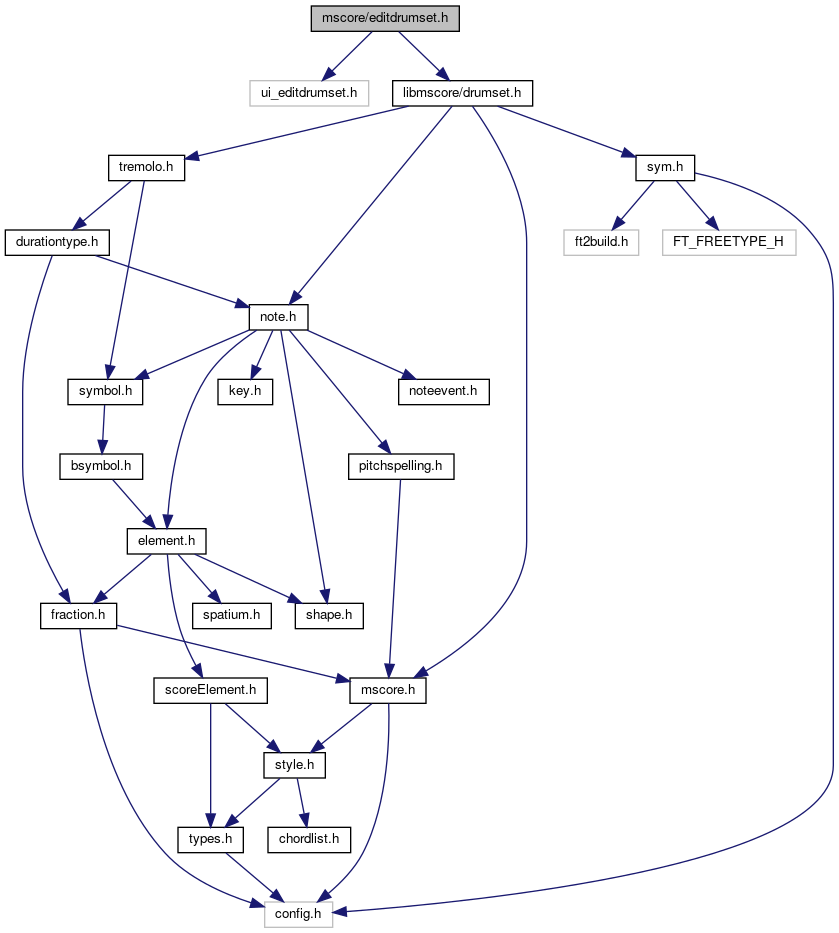 mscore/editdrumset.h
ui_editdrumset.h
libmscore/drumset.h
tremolo.h
sym.h
durationtype.h
ft2build.h
FT_FREETYPE_H
note.h
symbol.h
key.h
noteevent.h
bsymbol.h
pitchspelling.h
element.h
fraction.h
spatium.h
shape.h
scoreElement.h
mscore.h
style.h
types.h
chordlist.h
config.h